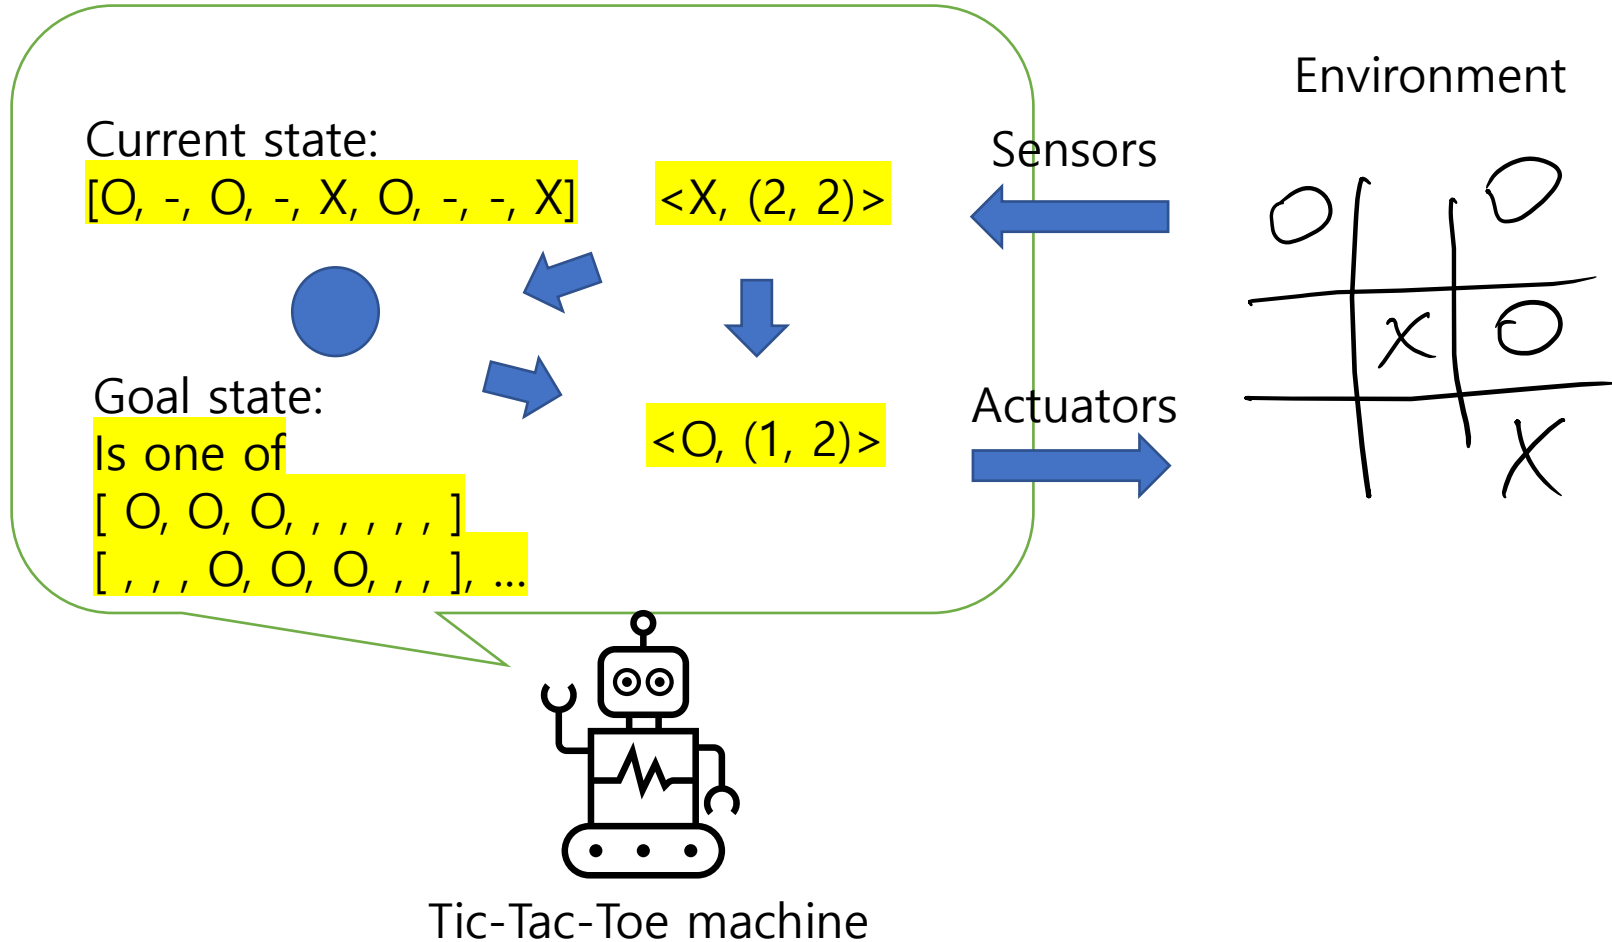 Current state:
[O, -, O, -, X, O, -, -, X]
<X, (2, 2)>
Sensors
Environment
Goal state:
Is one of
[ O, O, O, , , , , , ]
[ , , , O, O, O, , , ], ...
<O, (1, 2)>
Actuators
O O
X O
X
Tic-Tac-Toe machine